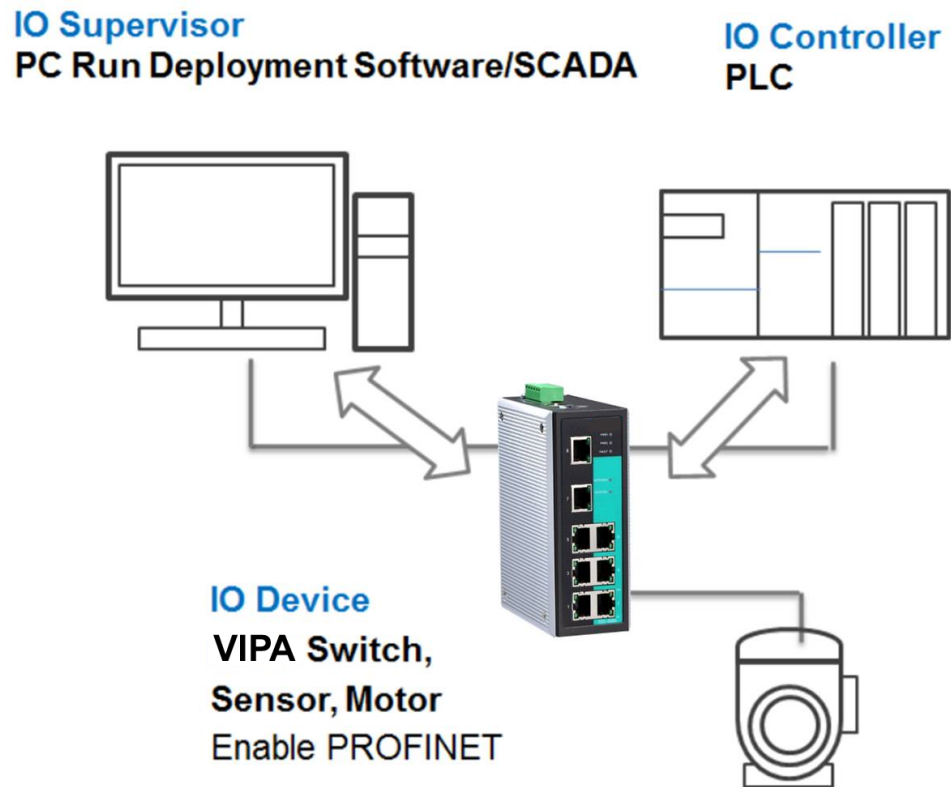 IO Supervisor
PC Run Deployment Software/SCADA
IO Controller
PLC
IO Device
VIPA Switch,
Sensor, Motor
Enable PROFINET